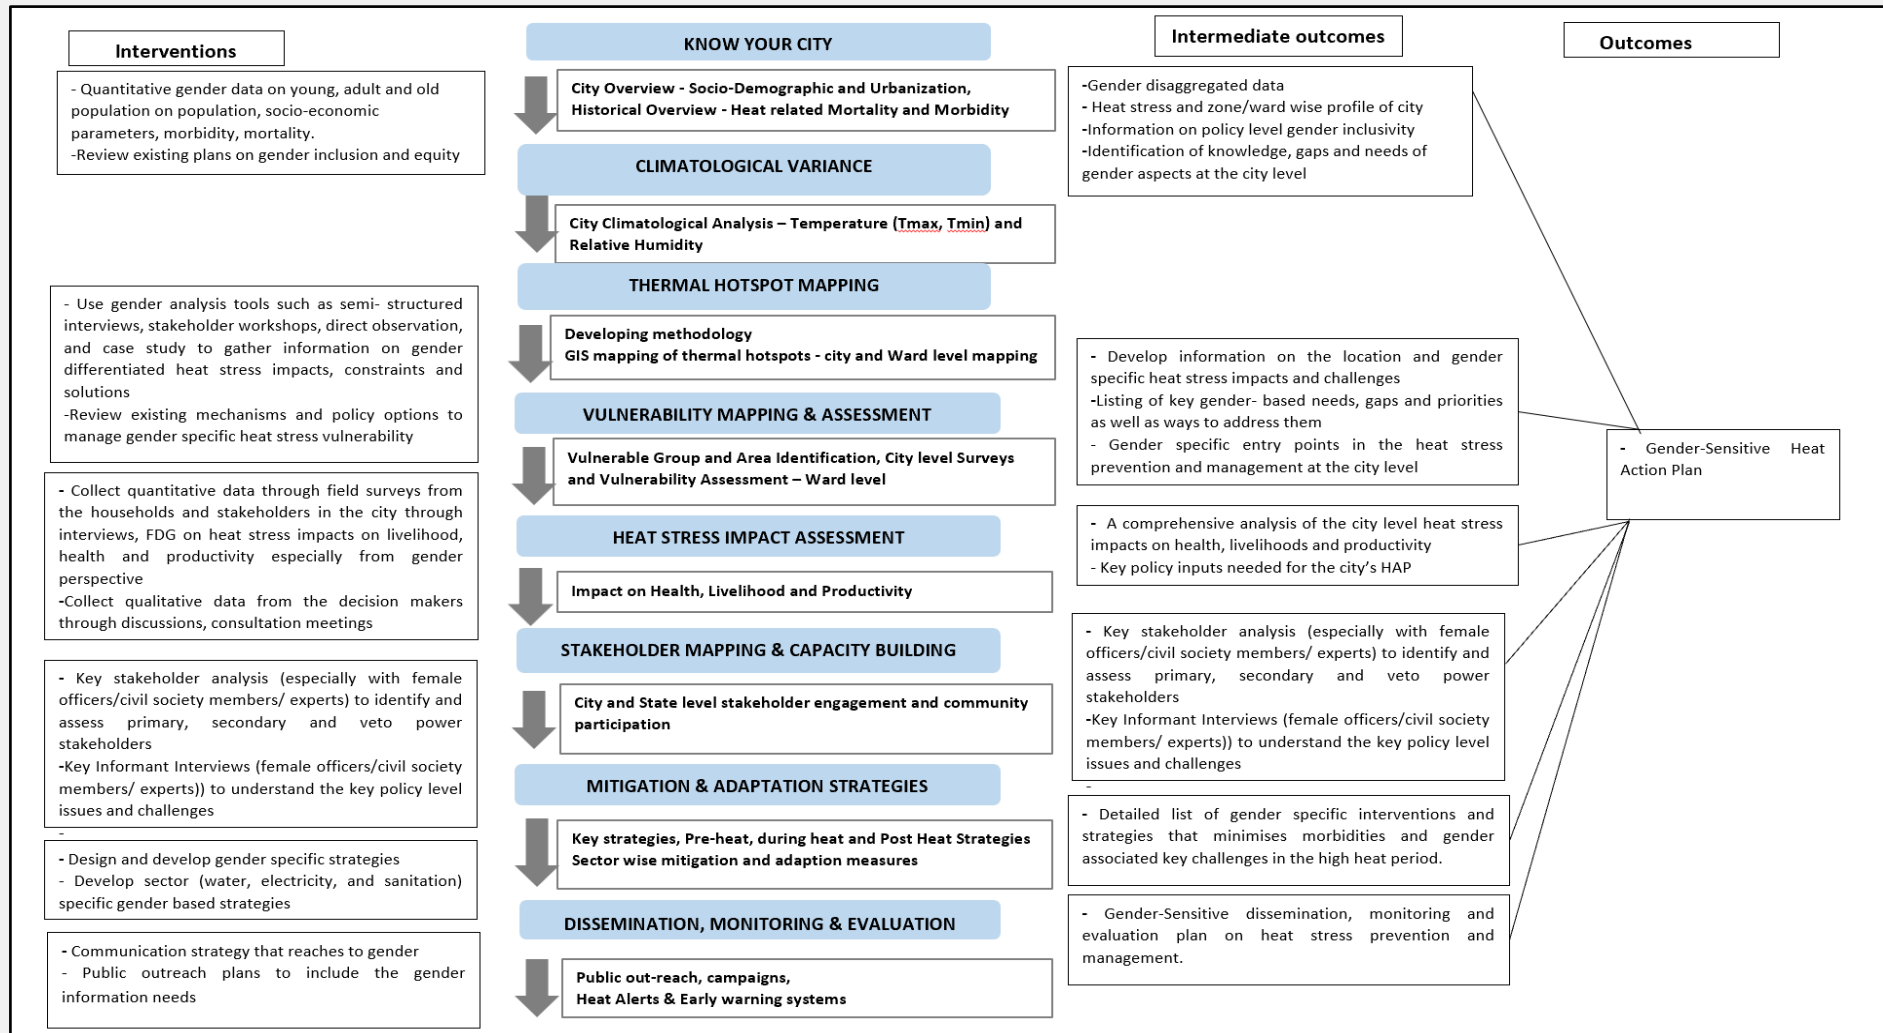 Interventions
- Quantitative gender data on young, adult and old
population on population, socio-economic
parameters, morbidity, mortality.
-Review existing plans on gender inclusion and equity
- Use gender analysis tools such as semi- structured
interviews, stakeholder workshops, direct observation,
and case study to gather information on gender
differentiated heat stress impacts, constraints and
solutions
-Review existing mechanisms and policy options to
manage gender specific heat stress vulnerability
- Collect quantitative data through field surveys from
the households and stakeholders in the city through
interviews, FDG on heat stress impacts on livelihood,
health and productivity especially from gender
perspective
-Collect qualitative data from the decision makers
through discussions, consultation meetings
- Key stakeholder analysis (especially with female
officers/civil society members/ experts) to identify and
assess primary, secondary and veto power
stakeholders
-Key Informant Interviews (female officers/civil society
members/ experts)) to understand the key policy level
issues and challenges
-
- Design and develop gender specific strategies
- Develop sector (water, electricity, and sanitation)
specific gender based strategies
- Communication strategy that reaches to gender
- Public outreach plans to include the gender
information needs
KNOW YOUR CITY
City Overview - Socio-Demographic and Urbanization,
Historical Overview - Heat related Mortality and Morbidity
CLIMATOLOGICAL VARIANCE
City Climatological Analysis – Temperature (Tmax, Tmin) and
Relative Humidity
THERMAL HOTSPOT MAPPING
Developing methodology
GIS mapping of thermal hotspots - city and Ward level mapping
VULNERABILITY MAPPING & ASSESSMENT
Vulnerable Group and Area Identification, City level Surveys
and Vulnerability Assessment – Ward level
HEAT STRESS IMPACT ASSESSMENT
Impact on Health, Livelihood and Productivity
STAKEHOLDER MAPPING & CAPACITY BUILDING
City and State level stakeholder engagement and community
participation
MITIGATION & ADAPTATION STRATEGIES
Key strategies, Pre-heat, during heat and Post Heat Strategies
Sector wise mitigation and adaption measures
DISSEMINATION, MONITORING & EVALUATION
Public out-reach, campaigns,
Heat Alerts & Early warning systems
Intermediate outcomes
-Gender disaggregated data
- Heat stress and zone/ward wise profile of city
-Information on policy level gender inclusivity
-Identification of knowledge, gaps and needs of
gender aspects at the city level
- Develop information on the location and gender
specific heat stress impacts and challenges
-Listing of key gender- based needs, gaps and priorities
as well as ways to address them
- Gender specific entry points in the heat stress
prevention and management at the city level
- A comprehensive analysis of the city level heat stress
impacts on health, livelihoods and productivity
- Key policy inputs needed for the city’s HAP
- Key stakeholder analysis (especially with female
officers/civil society members/ experts) to identify and
assess primary, secondary and veto power
stakeholders
-Key Informant Interviews (female officers/civil society
members/ experts)) to understand the key policy level
issues and challenges
-
- Detailed list of gender specific interventions and
strategies that minimises morbidities and gender
associated key challenges in the high heat period.
- Gender-Sensitive dissemination, monitoring and
evaluation plan on heat stress prevention and
management.
Outcomes
- Gender-Sensitive Heat
Action Plan